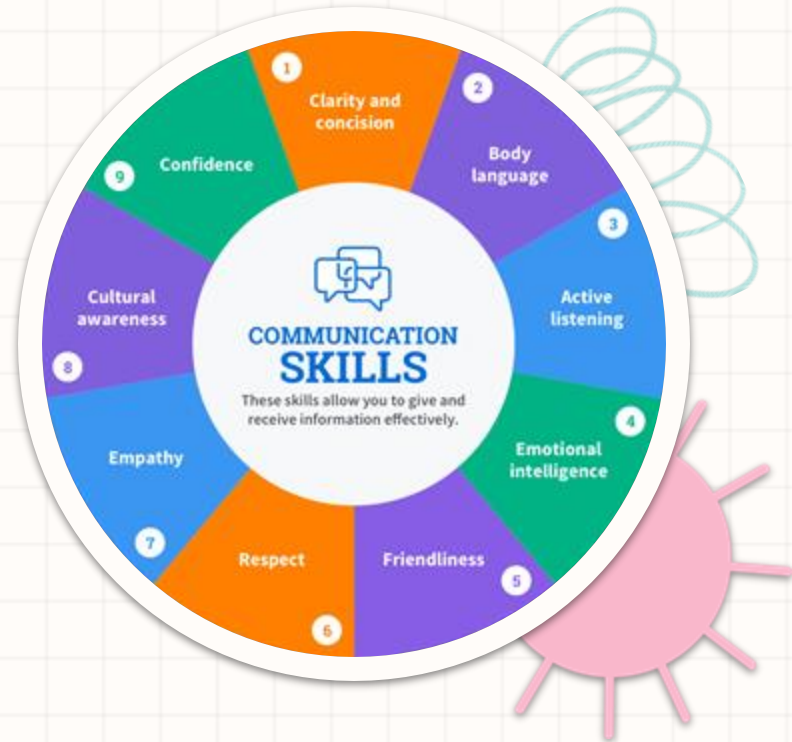 1
Clarity and
concision
2
Body
language
3
Active
listening
4
Emotional
intelligence
5
Friendliness
6
Respect
7
Empathy
8
Cultural
awareness
9
Confidence
COMMUNICATION
SKILLS
These skills allow you to give and
receive information effectively.